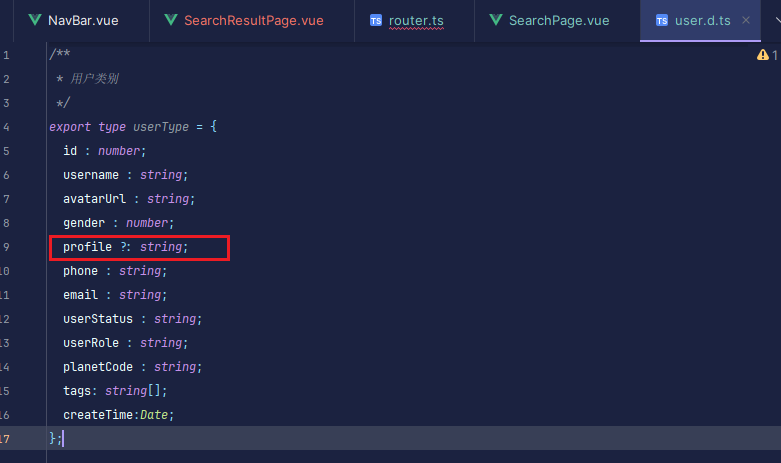 NavBar.vue SearchResultPage.vue TS router.ts SearchPage.vue TS user.d.ts
1 /** 1
2 * 用户类别
3 */
4 export type userType = {
5 id : number;
6 username : string;
7 avatarUrl : string;
8 gender : number;
9 profile ?: string;
10 phone : string;
11 email : string;
12 userStatus : string;
13 userRole : string;
14 planetCode : string;
15 tags: string[];
16 createTime:Date;
17 };